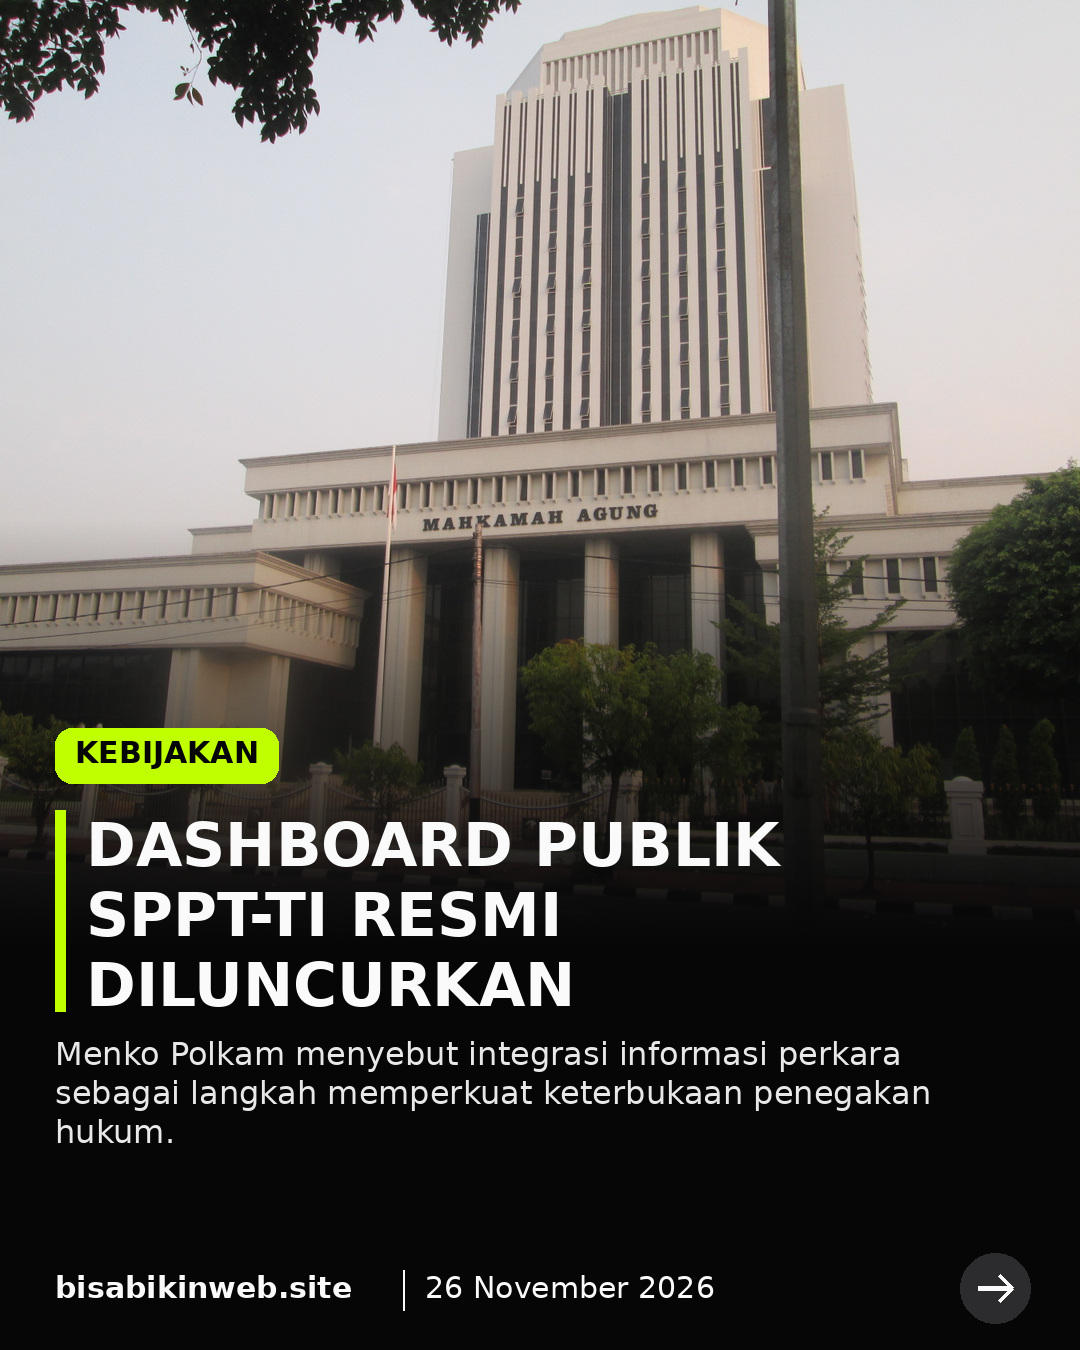 MAHKAMAH AGUNG
KEBIJAKAN
DASHBOARD PUBLIK
SPPT-TI RESMI
DILUNCURKAN
Menko Polkam menyebut integrasi informasi perkara
sebagai langkah memperkuat keterbukaan penegakan
hukum.
bisabikinweb.site | 26 November 2026